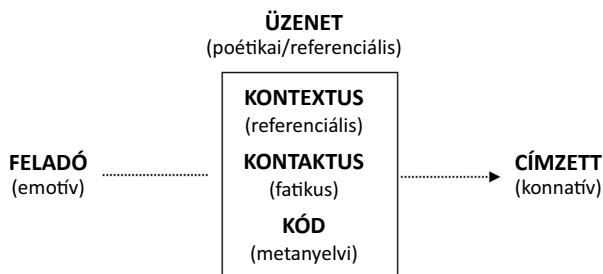 ÜZENET
(poétikai/referenciális)
KONTEXTUS
(referenciális)
FELADÓ
(emotív)
KONTAKTUS
(fatikus)
CÍMZETT
(konnatív)
KÓD
(metanyelvi)